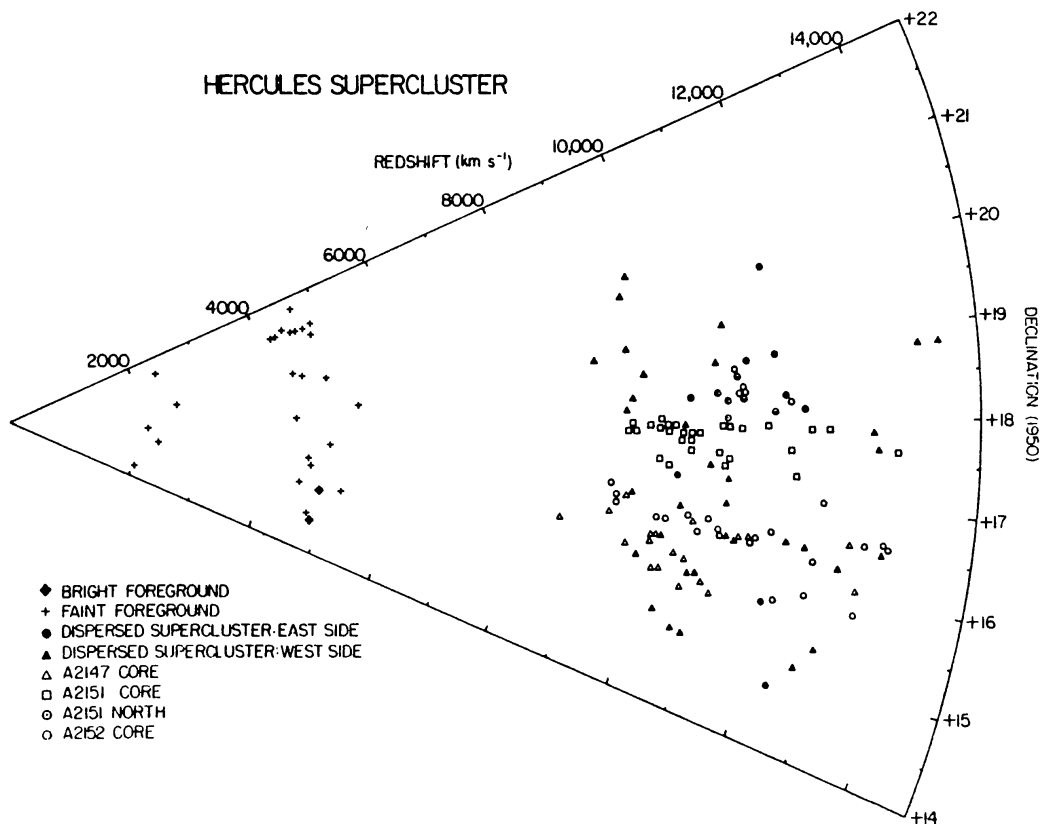 HERCULES SUPERCLUSTER
REDSHIFT (km s⁻¹)
2000
4000
6000
8000
10,000
12,000
14,000
+22
+21
+20
+19
+18
+17
+16
+15
+14
DECLINATION (1950)
BRIGHT FOREGROUND
FAINT FOREGROUND
DISPERSED SUPERCLUSTER:EAST SIDE
DISPERSED SUPERCLUSTER:WEST SIDE
A2147 CORE
A2151 CORE
A2151 NORTH
A2152 CORE